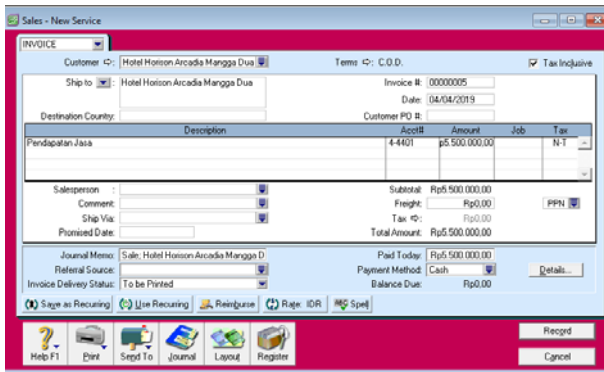 Sales - New Service
INVOICE
Customer ⇨: Hotel Horison Arcadia Mangga Dua Terms ⇨: C.O.D. Tax Inclusive
Ship to : Hotel Horison Arcadia Mangga Dua Invoice #: 00000005
Date: 04/04/2019
Destination Country: Customer PO #:
Description Acct# Amount Job Tax
Pendapatan Jasa 4-4401 p5.500.000,00 N-T
Salesperson : Subtotal: Rp5.500.000,00
Comment: Freight: Rp0,00 PPN
Ship Via: Tax ⇨: Rp0,00
Promised Date: Total Amount: Rp5.500.000,00
Journal Memo: Sale; Hotel Horison Arcadia Mangga D Paid Today: Rp5.500.000,00
Referral Source: Payment Method: Cash Details...
Invoice Delivery Status: To be Printed Balance Due: Rp0,00
Save as Recurring Use Recurring Reimburse Rate: IDR ABC Spell
Record
Help F1 Print Send To Journal Layout Register
Cancel